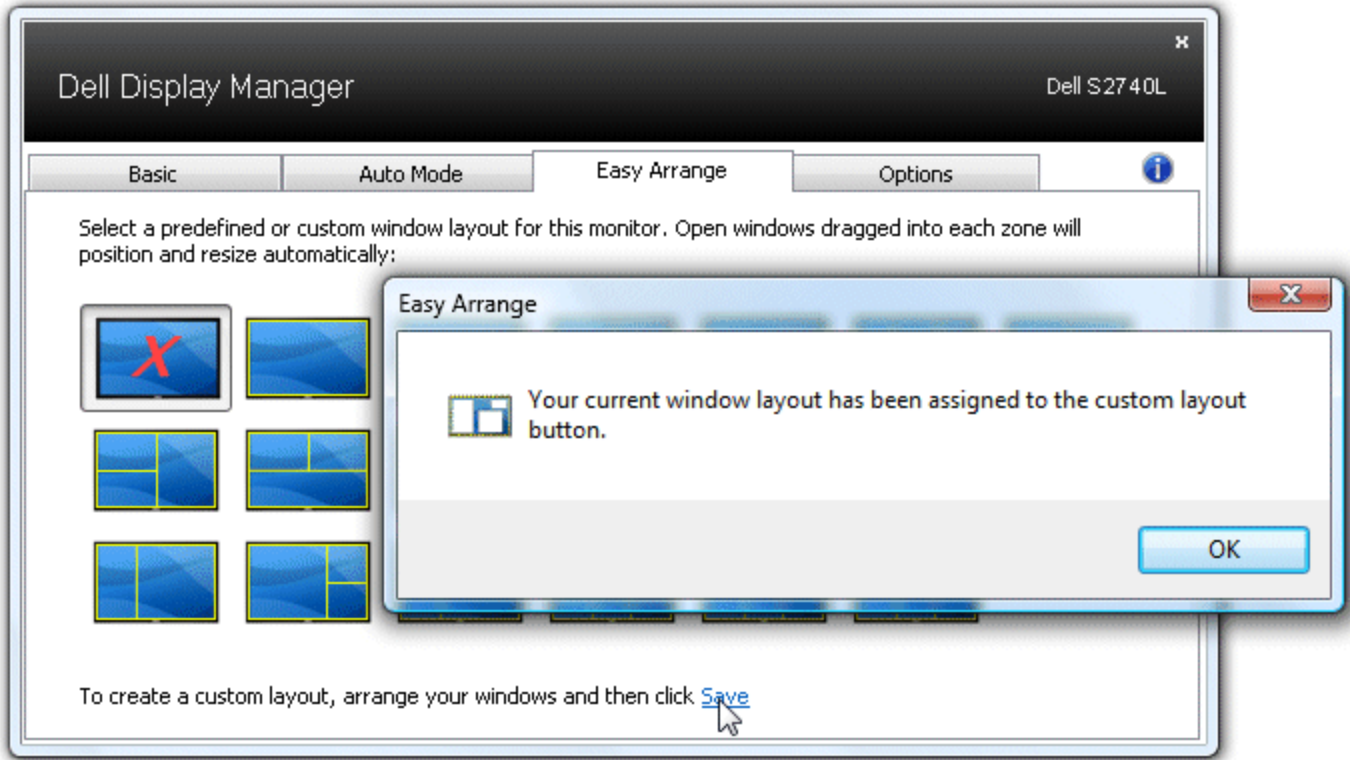 Dell Display Manager
Dell S2740L
Basic
Auto Mode
Easy Arrange
Options
Select a predefined or custom window layout for this monitor. Open windows dragged into each zone will
position and resize automatically:
Easy Arrange
Your current window layout has been assigned to the custom layout
button.
OK
To create a custom layout, arrange your windows and then click Save